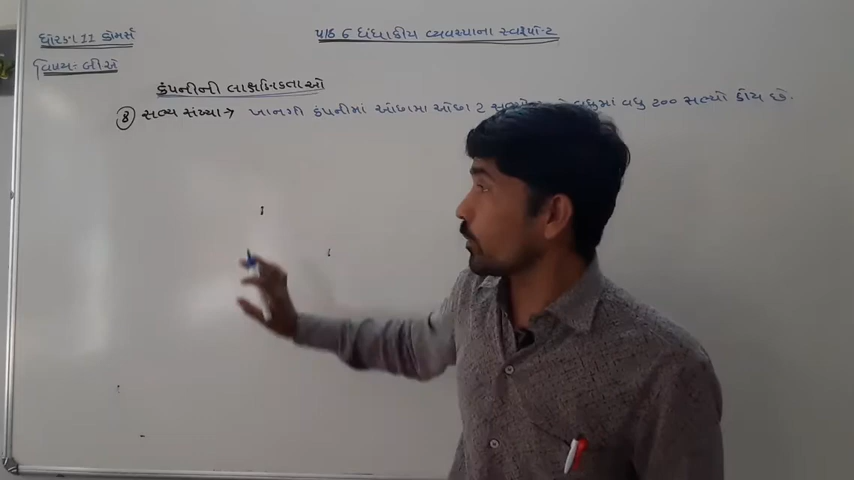 ધોરણ 11 કોમર્સ
વિષય:- બીએ
પાઠ 6 ધંધાકીય વ્યવસ્થાના સ્વરૂપો-2
કંપનીની લાક્ષણિકતાઓ
8 સભ્ય સંખ્યા → ખાનગી કંપનીમાં ઓછામાં ઓછા 2 વધુમાં વધુ 200 સભ્યો હોય છે.